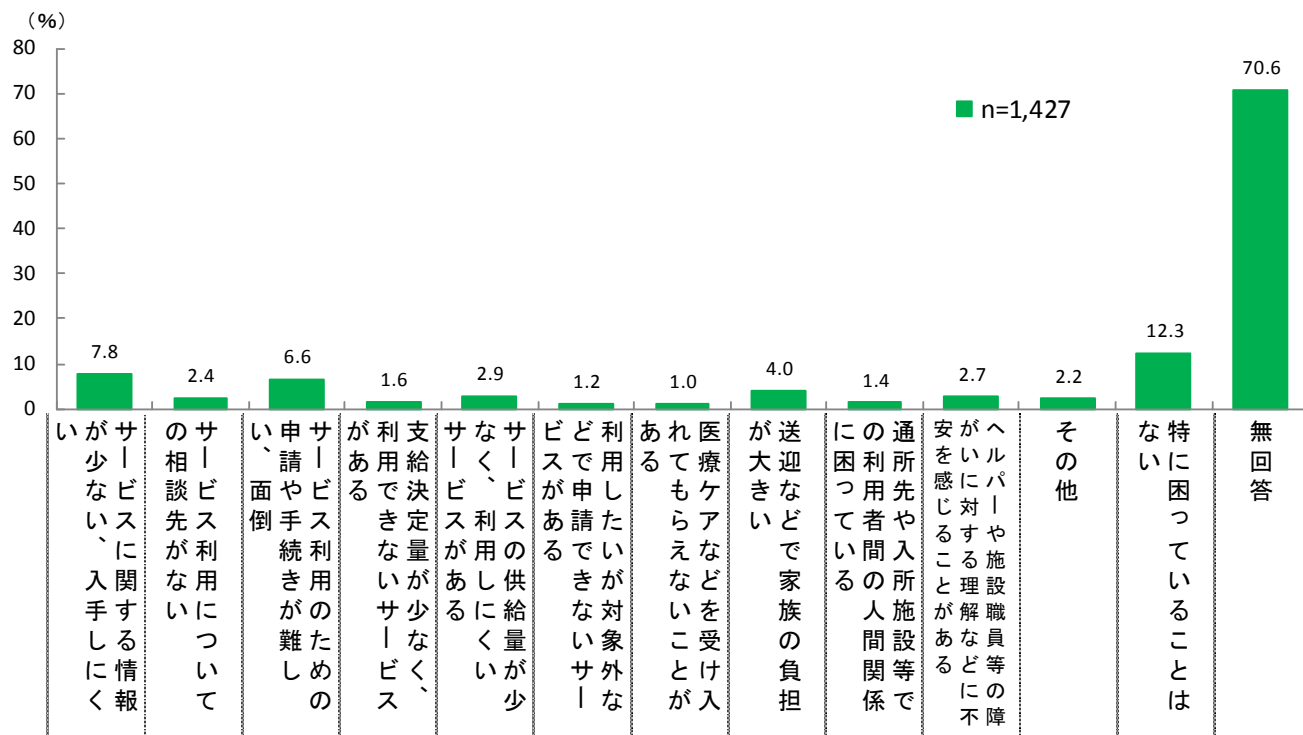 （%）
80
70
60
50
40
30
20
10
0
n=1,427
7.8
2.4
6.6
1.6
2.9
1.2
1.0
4.0
1.4
2.7
2.2
12.3
70.6
サービスに関する情報
が少ない、入手しにく
い
サービス利用について
の相談先がない
サービス利用のための
申請や手続きが難し
い、面倒
支給決定量が少なく、
利用できないサービス
がある
サービスの供給量が少
なく、利用しにくい
サービスがある
利用したいが対象外な
どで申請できないサー
ビスがある
医療ケアなどを受け入
れてもらえないことが
ある
送迎などで家族の負担
が大きい
通所先や入所施設等で
の利用者間の人間関係
に困っている
ヘルパーや施設職員等の障
がいに対する理解などに不
安を感じることがある
その他
特に困っていることは
ない
無回答